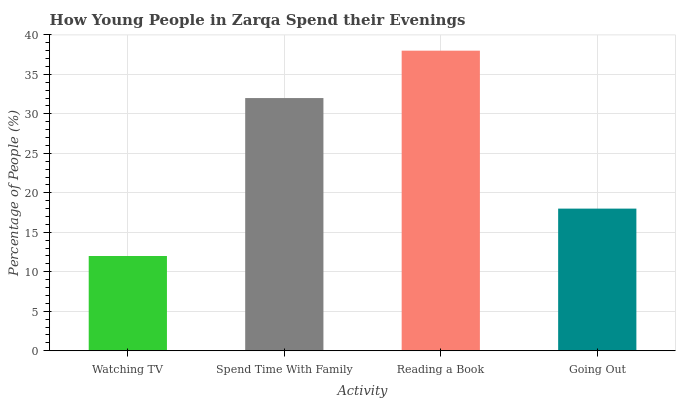 How Young People in Zarqa Spend their Evenings
Percentage of People (%)
40
35
30
25
20
15
10
5
0
Watching TV
Spend Time With Family
Reading a Book
Going Out
Activity